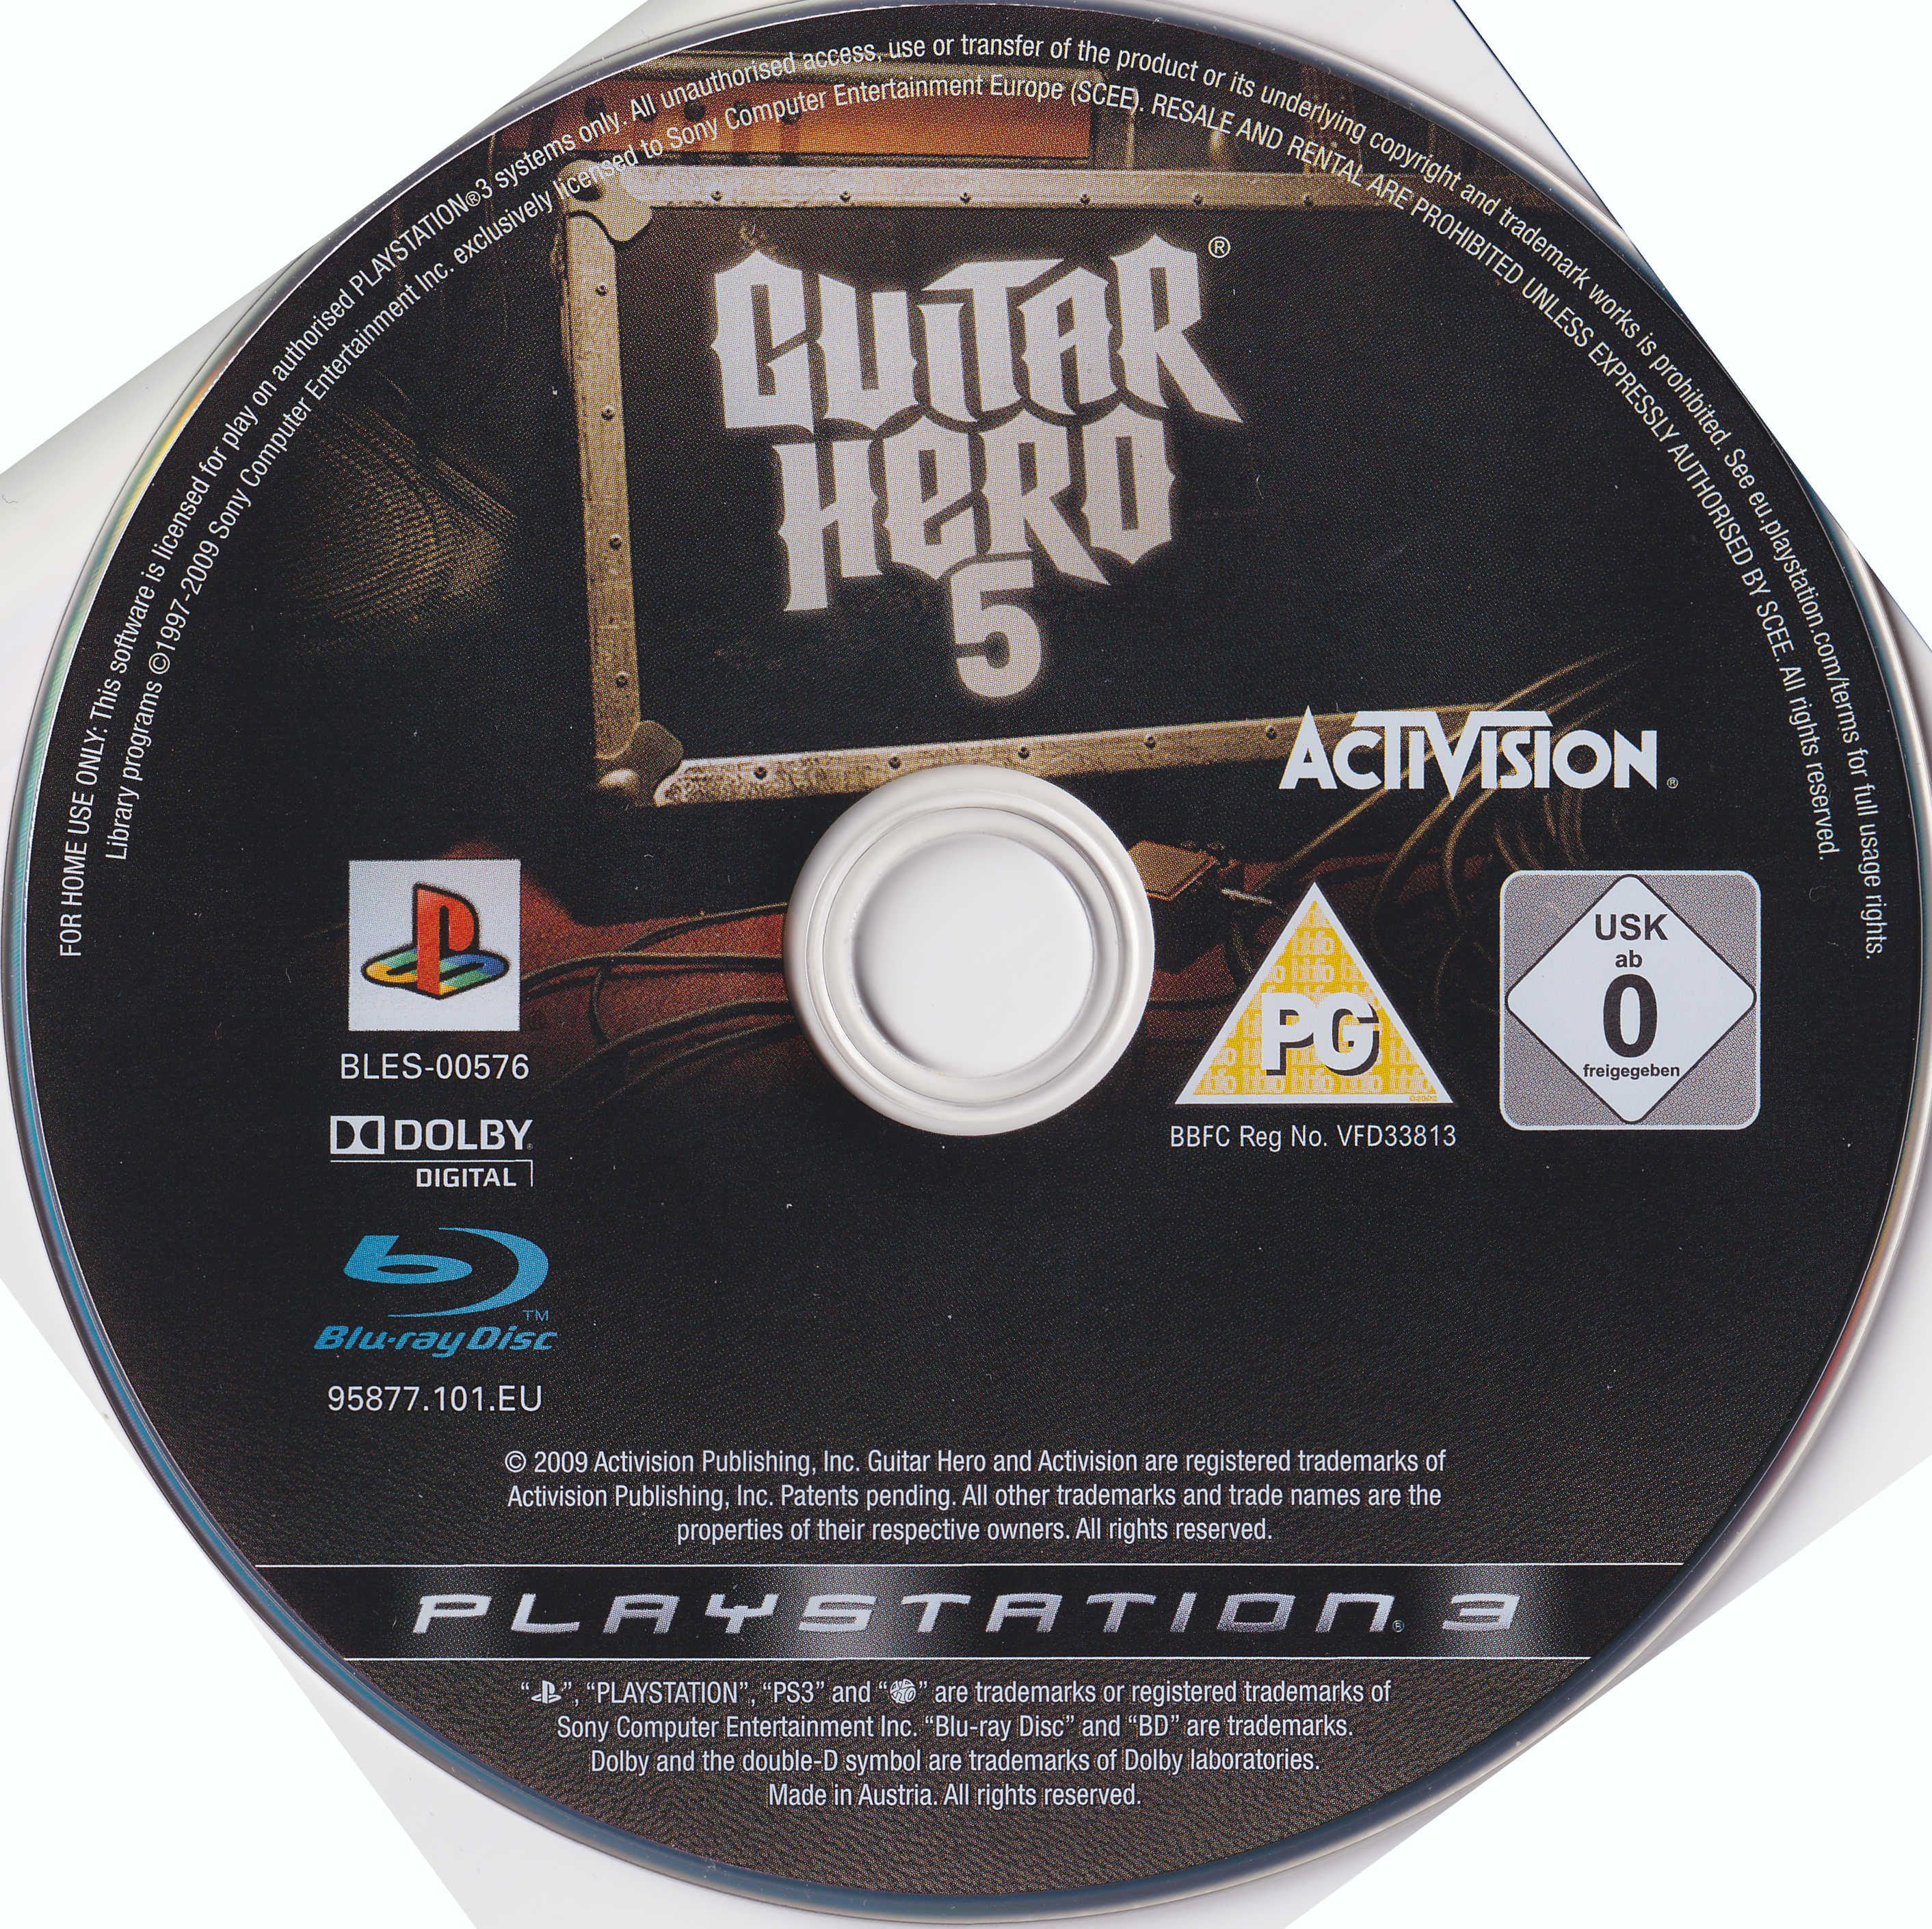 FOR HOME USE ONLY: This software is licensed for play on authorised PLAYSTATION®3 systems only. All unauthorised access, use or transfer of the product or its underlying copyright and trademark works is prohibited. See eu.playstation.com/terms for full usage rights.
Library programs ©1997-2009 Sony Computer Entertainment Inc. exclusively licensed to Sony Computer Entertainment Europe (SCEE). RESALE AND RENTAL ARE PROHIBITED UNLESS EXPRESSLY AUTHORISED BY SCEE. All rights reserved.
GUITAR®
HERO
5
ACTIVISION®
BLES-00576
DOLBY®
DIGITAL
TM
Blu-ray Disc
95877.101.EU
PG
©2002
BBFC Reg No. VFD33813
USK
ab
0
freigegeben
© 2009 Activision Publishing, Inc. Guitar Hero and Activision are registered trademarks of
Activision Publishing, Inc. Patents pending. All other trademarks and trade names are the
properties of their respective owners. All rights reserved.
PLAYSTATION®3
“ ”, “PLAYSTATION”, “PS3” and “ ” are trademarks or registered trademarks of
Sony Computer Entertainment Inc. “Blu-ray Disc” and “BD” are trademarks.
Dolby and the double-D symbol are trademarks of Dolby laboratories.
Made in Austria. All rights reserved.